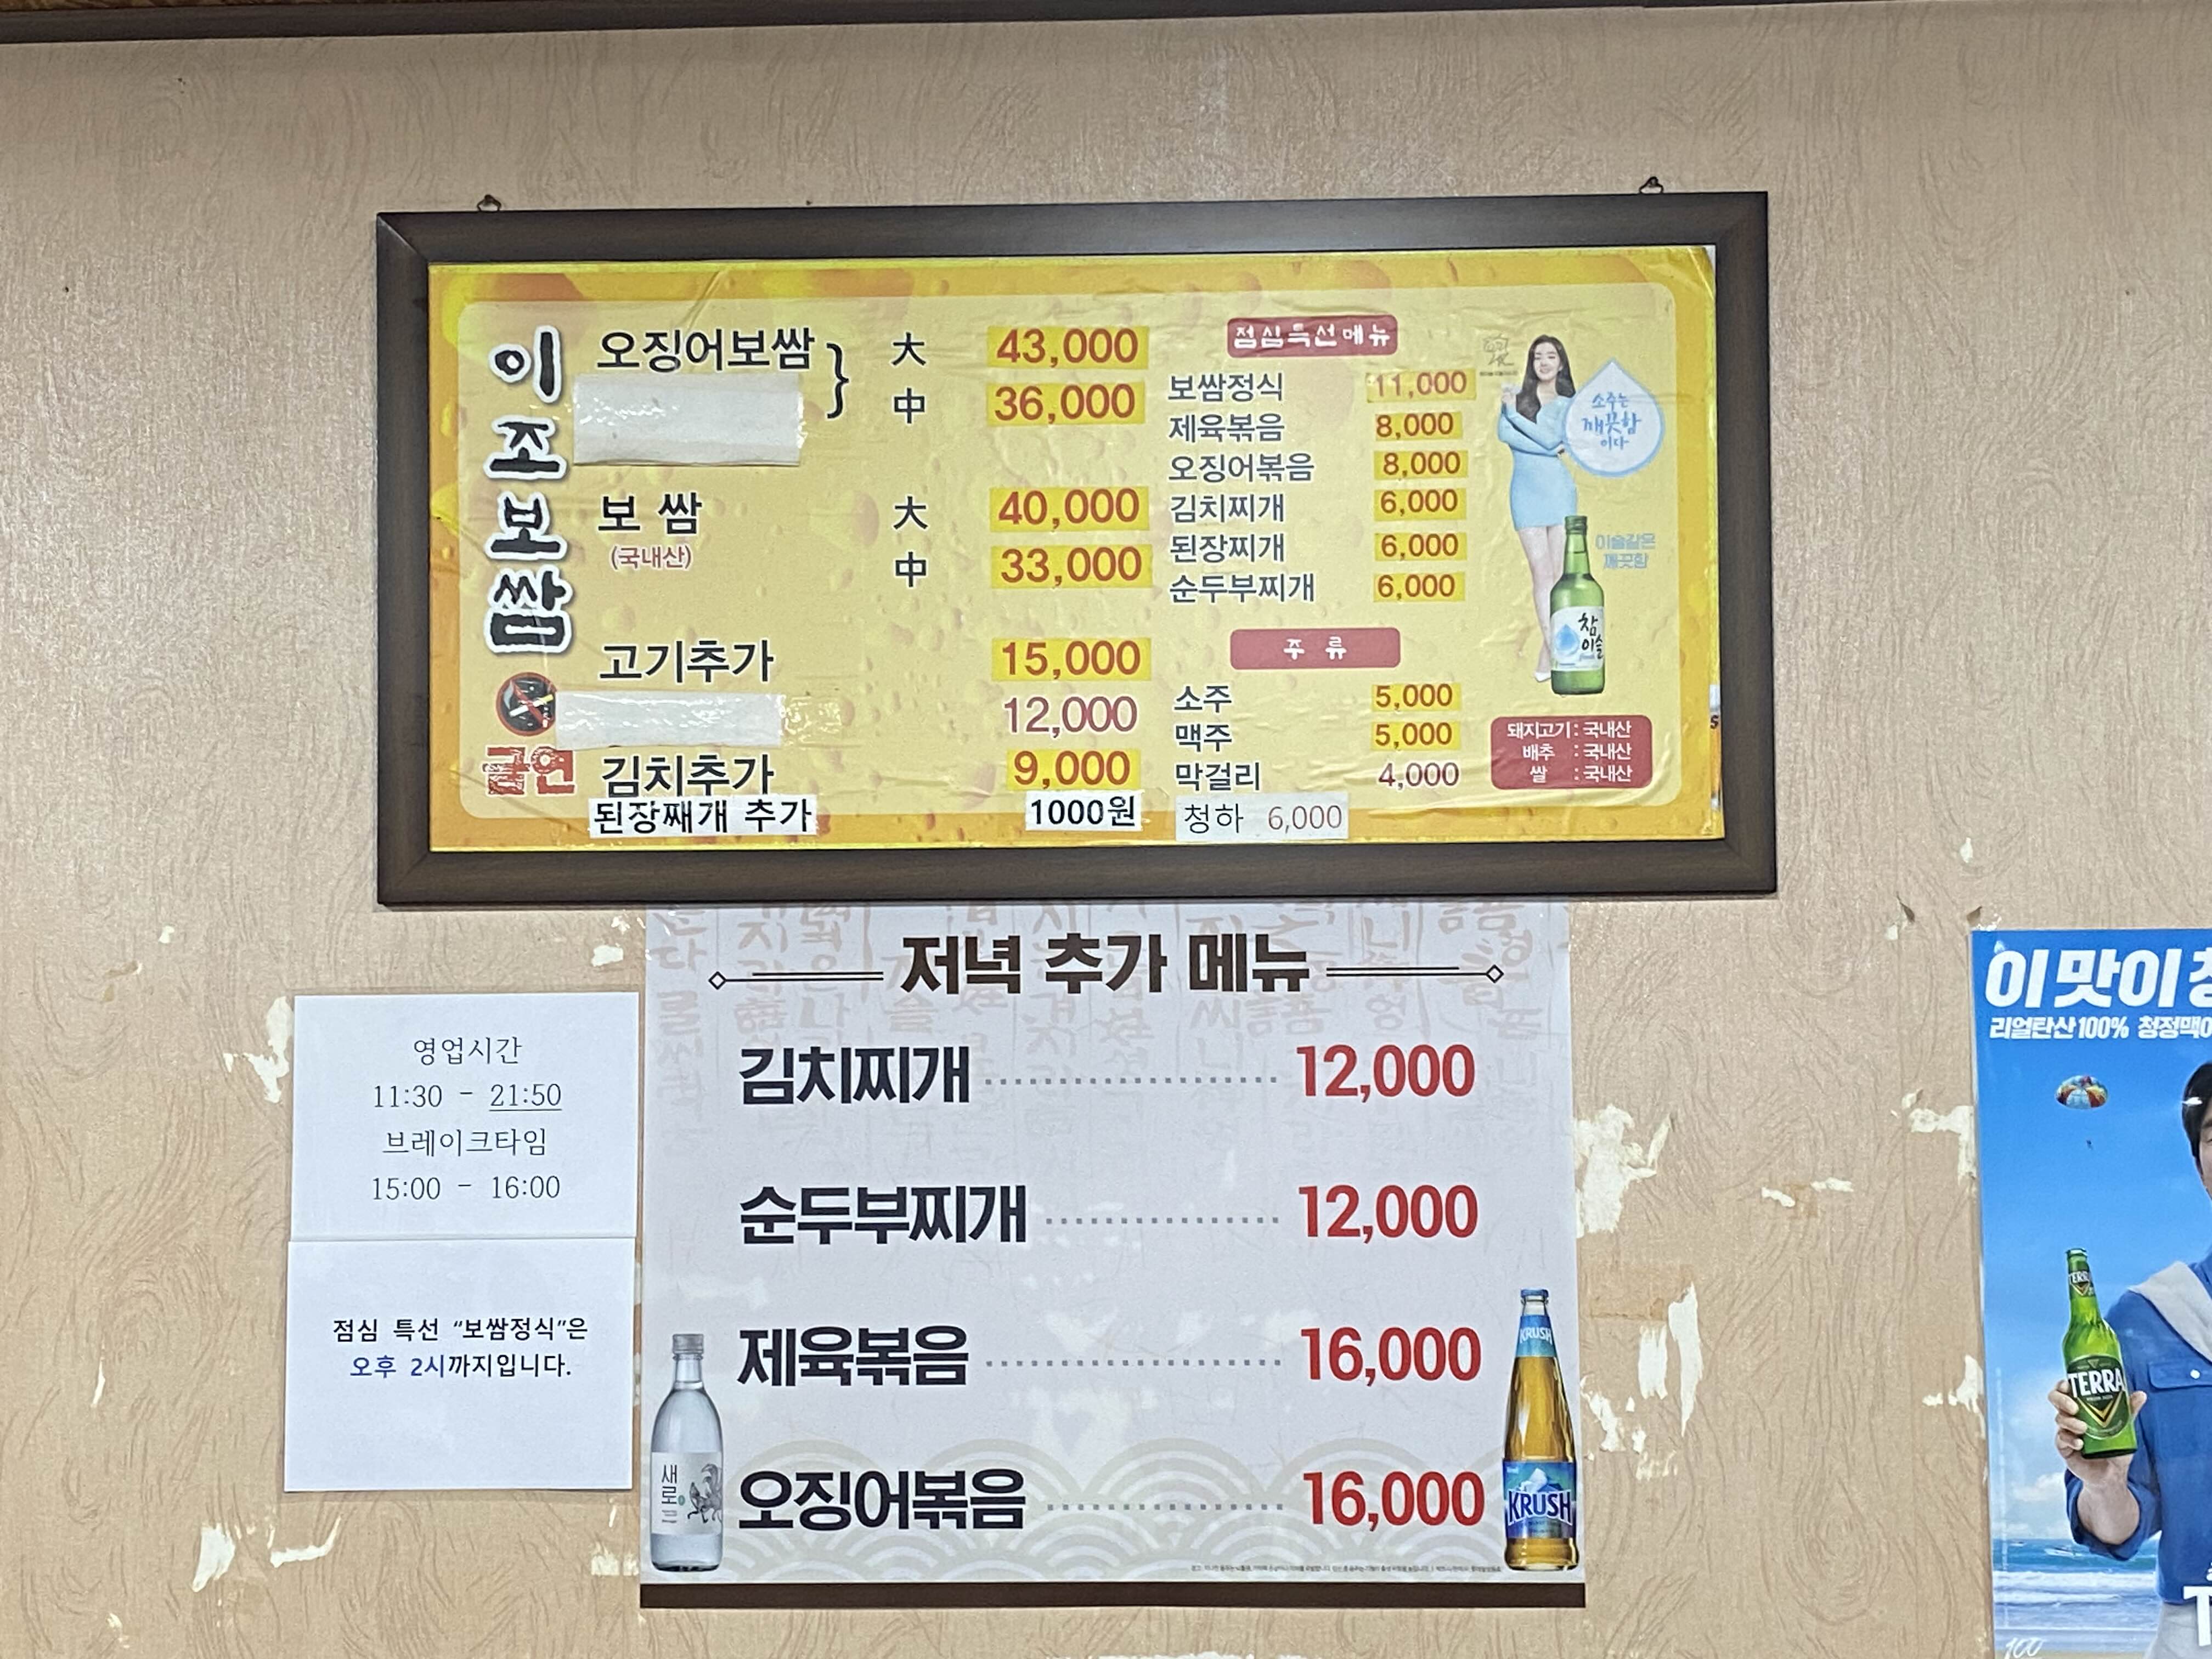 이조보쌈
금연
오징어보쌈 } 大 43,000
中 36,000
보 쌈 大 40,000
(국내산) 中 33,000
고기추가 15,000
12,000
김치추가 9,000
된장째개 추가 1000원
점심특선메뉴
보쌈정식 11,000
제육볶음 8,000
오징어볶음 8,000
김치찌개 6,000
된장찌개 6,000
순두부찌개 6,000
주 류
소주 5,000
맥주 5,000
막걸리 4,000
청하 6,000
소주는
깨끗함
이다
이슬같은
깨끗함
참
이슬
돼지고기 : 국내산
배추 : 국내산
쌀 : 국내산
영업시간
11:30 - 21:50
브레이크타임
15:00 - 16:00
점심 특선 “보쌈정식”은
오후 2시까지입니다.
저녁 추가 메뉴
김치찌개 12,000
순두부찌개 12,000
제육볶음 16,000
오징어볶음 16,000
새로
KRUSH
KRUSH
이 맛이 청
리얼탄산 100% 청정맥아
TERRA
TERRA
T